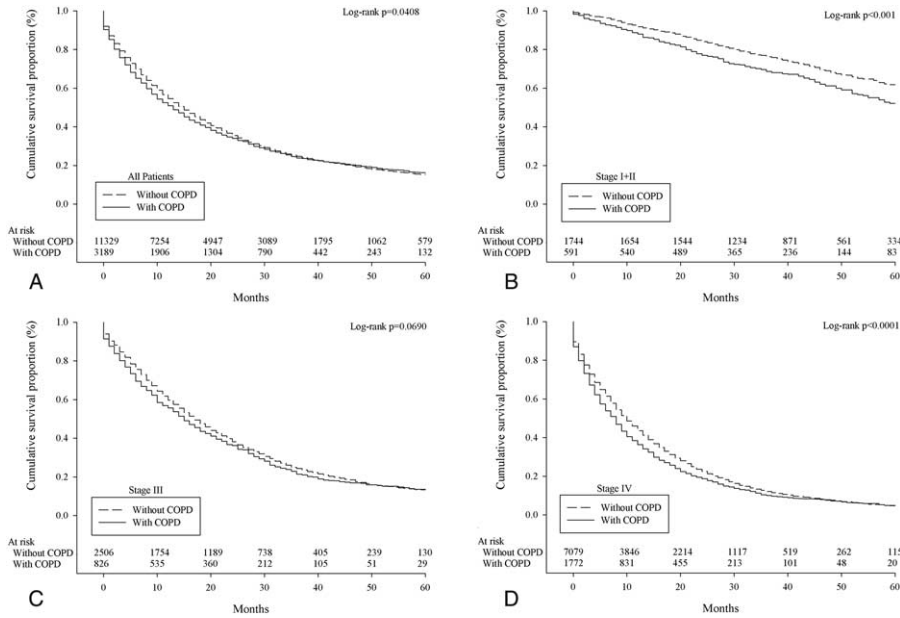 Log-rank p=0.0408
Cumulative survival proportion (%)
1.0
0.8
0.6
0.4
0.2
0.0
All Patients
Without COPD
With COPD
At risk
Without COPD 11329 7254 4947 3089 1795 1062 579
With COPD 3189 1906 1304 790 442 243 132
0 10 20 30 40 50 60
Months
A
Log-rank p<0.001
Cumulative survival proportion (%)
1.0
0.8
0.6
0.4
0.2
0.0
Stage I+II
Without COPD
With COPD
At risk
Without COPD 1744 1654 1544 1234 871 561 334
With COPD 591 540 489 365 236 144 83
0 10 20 30 40 50 60
Months
B
Log-rank p=0.0690
Cumulative survival proportion (%)
1.0
0.8
0.6
0.4
0.2
0.0
Stage III
Without COPD
With COPD
At risk
Without COPD 2506 1754 1189 738 405 239 130
With COPD 826 535 360 212 105 51 29
0 10 20 30 40 50 60
Months
C
Log-rank p<0.0001
Cumulative survival proportion (%)
1.0
0.8
0.6
0.4
0.2
0.0
Stage IV
Without COPD
With COPD
At risk
Without COPD 7079 3846 2214 1117 519 262 115
With COPD 1772 831 455 213 101 48 20
0 10 20 30 40 50 60
Months
D